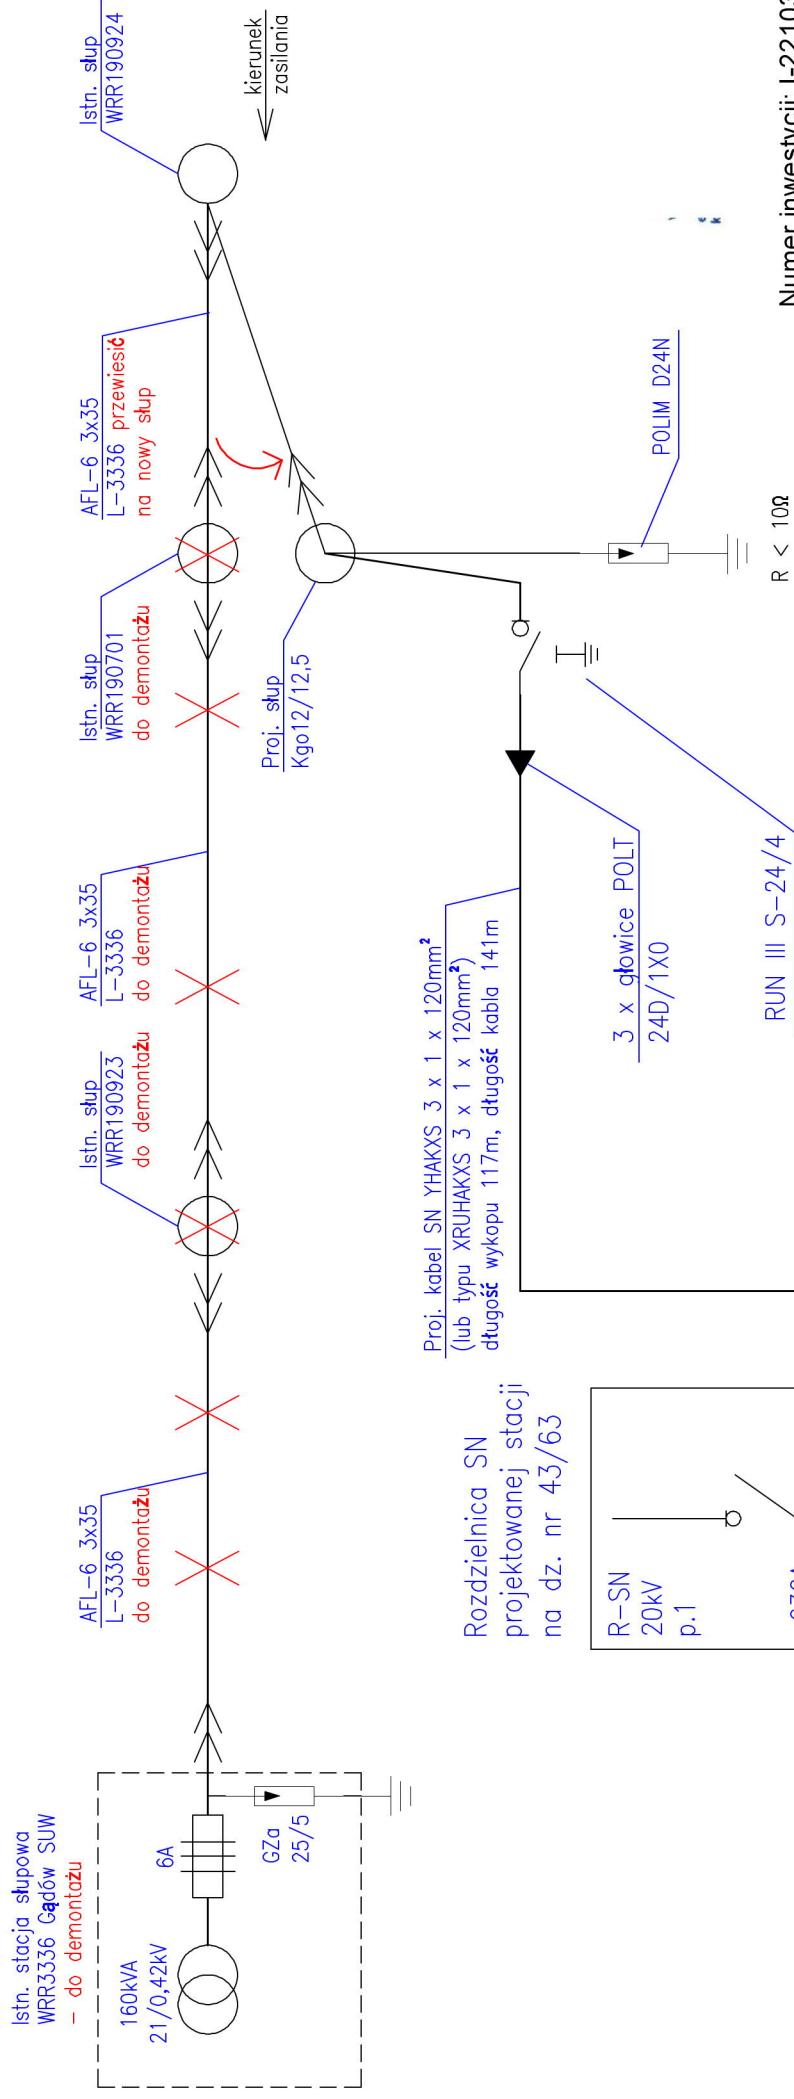 Istn. stacja słupowa
WRR3336 Gądów SUW
- do demontażu
160kVA
21/0,42kV
6A
GZa
25/5
AFL-6 3x35
L-3336
do demontażu
Istn. słup
WRR190923
do demontażu
AFL-6 3x35
L-3336
do demontażu
Istn. słup
WRR190701
do demontażu
AFL-6 3x35
L-3336 przewiesić
na nowy słup
Istn. słup
WRR190924
kierunek
zasilania
Proj. słup
Kgo12/12,5
Proj. kabel SN YHAKXS 3 x 1 x 120mm²
(lub typu XRUHAKXS 3 x 1 x 120mm²)
długość wykopu 117m, długość kabla 141m
3 x głowice POLT
24D/1X0
RUN III S-24/4
POLIM D24N
R < 10Ω
Rozdzielnica SN
projektowanej stacji
na dz. nr 43/63
R-SN
20kV
p.1
Numer inwestycji: